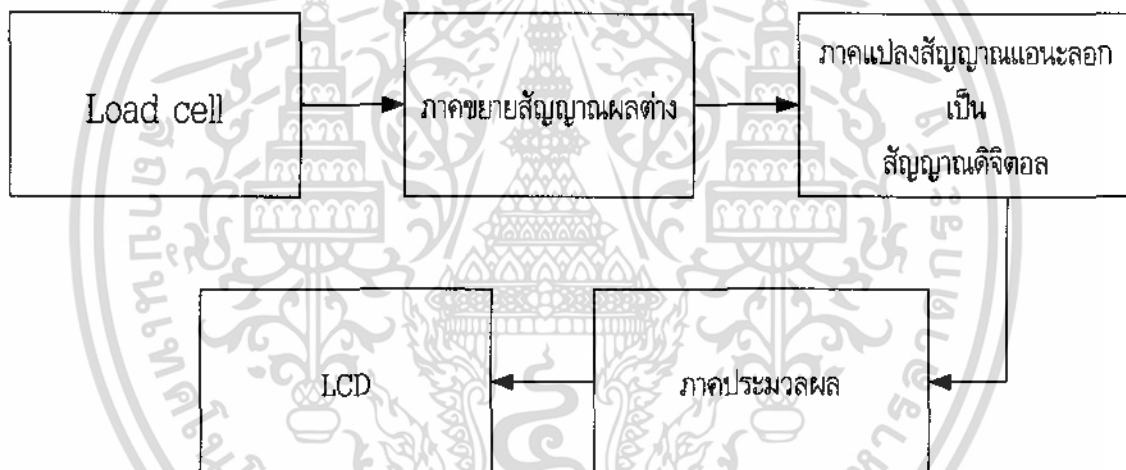 Load cell
ภาคขยายสัญญาณผลต่าง
ภาคแปลงสัญญาณแอนะลอก
เป็น
สัญญาณดิจิตอล
LCD
ภาคประมวลผล